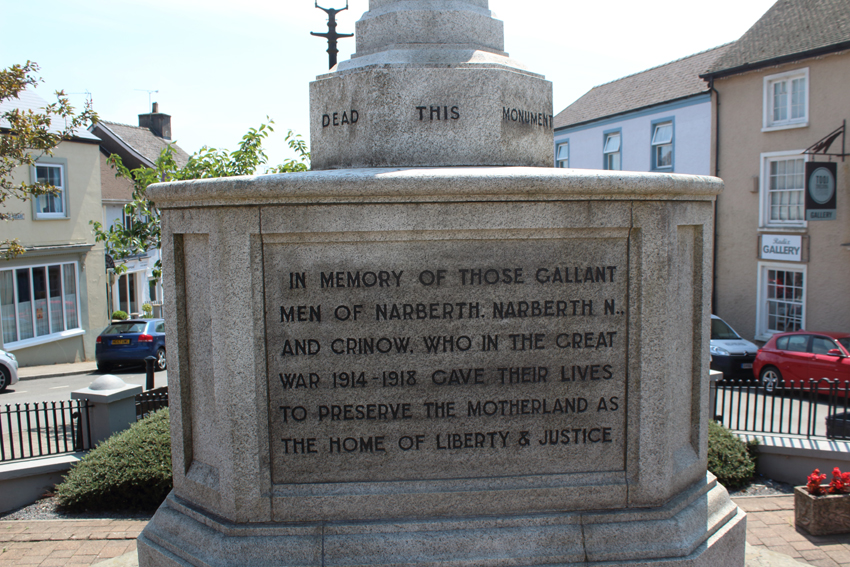 DEAD THIS MONUMENT
IN MEMORY OF THOSE GALLANT
MEN OF NARBERTH, NARBERTH N.,
AND CRINOW, WHO IN THE GREAT
WAR 1914-1918 GAVE THEIR LIVES
TO PRESERVE THE MOTHERLAND AS
THE HOME OF LIBERTY & JUSTICE
GALLERY
GALLERY